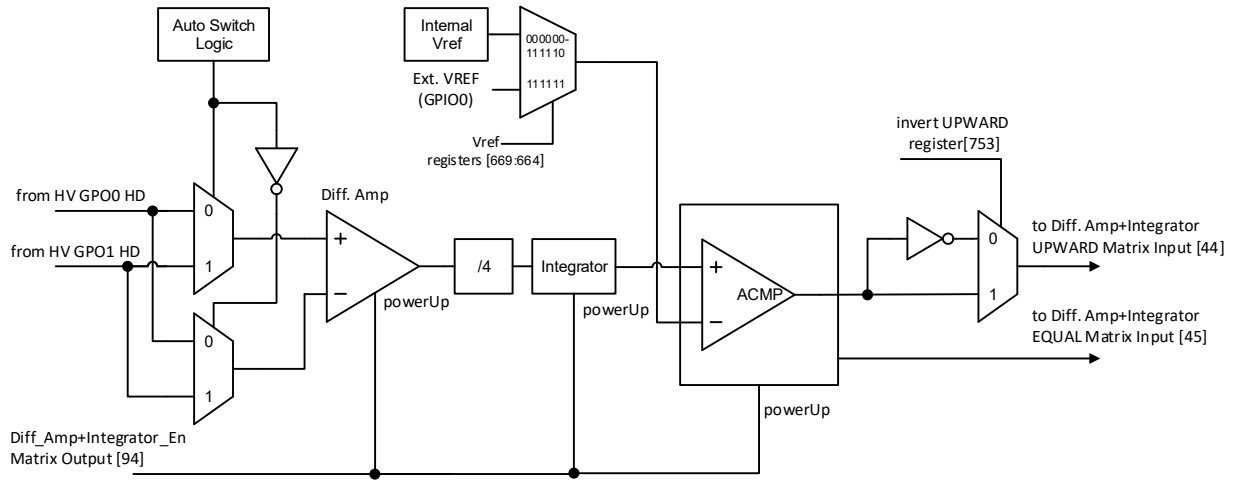 Auto Switch
Logic
Internal
Vref
000000-
111110
111111
Ext. VREF
(GPIO0)
Vref
registers [669:664]
invert UPWARD
register[753]
from HV GPO0 HD
from HV GPO1 HD
0
1
0
1
Diff. Amp
+
−
powerUp
/4
Integrator
powerUp
+
−
ACMP
powerUp
0
1
to Diff. Amp+Integrator
UPWARD Matrix Input [44]
to Diff. Amp+Integrator
EQUAL Matrix Input [45]
Diff_Amp+Integrator_En
Matrix Output [94]